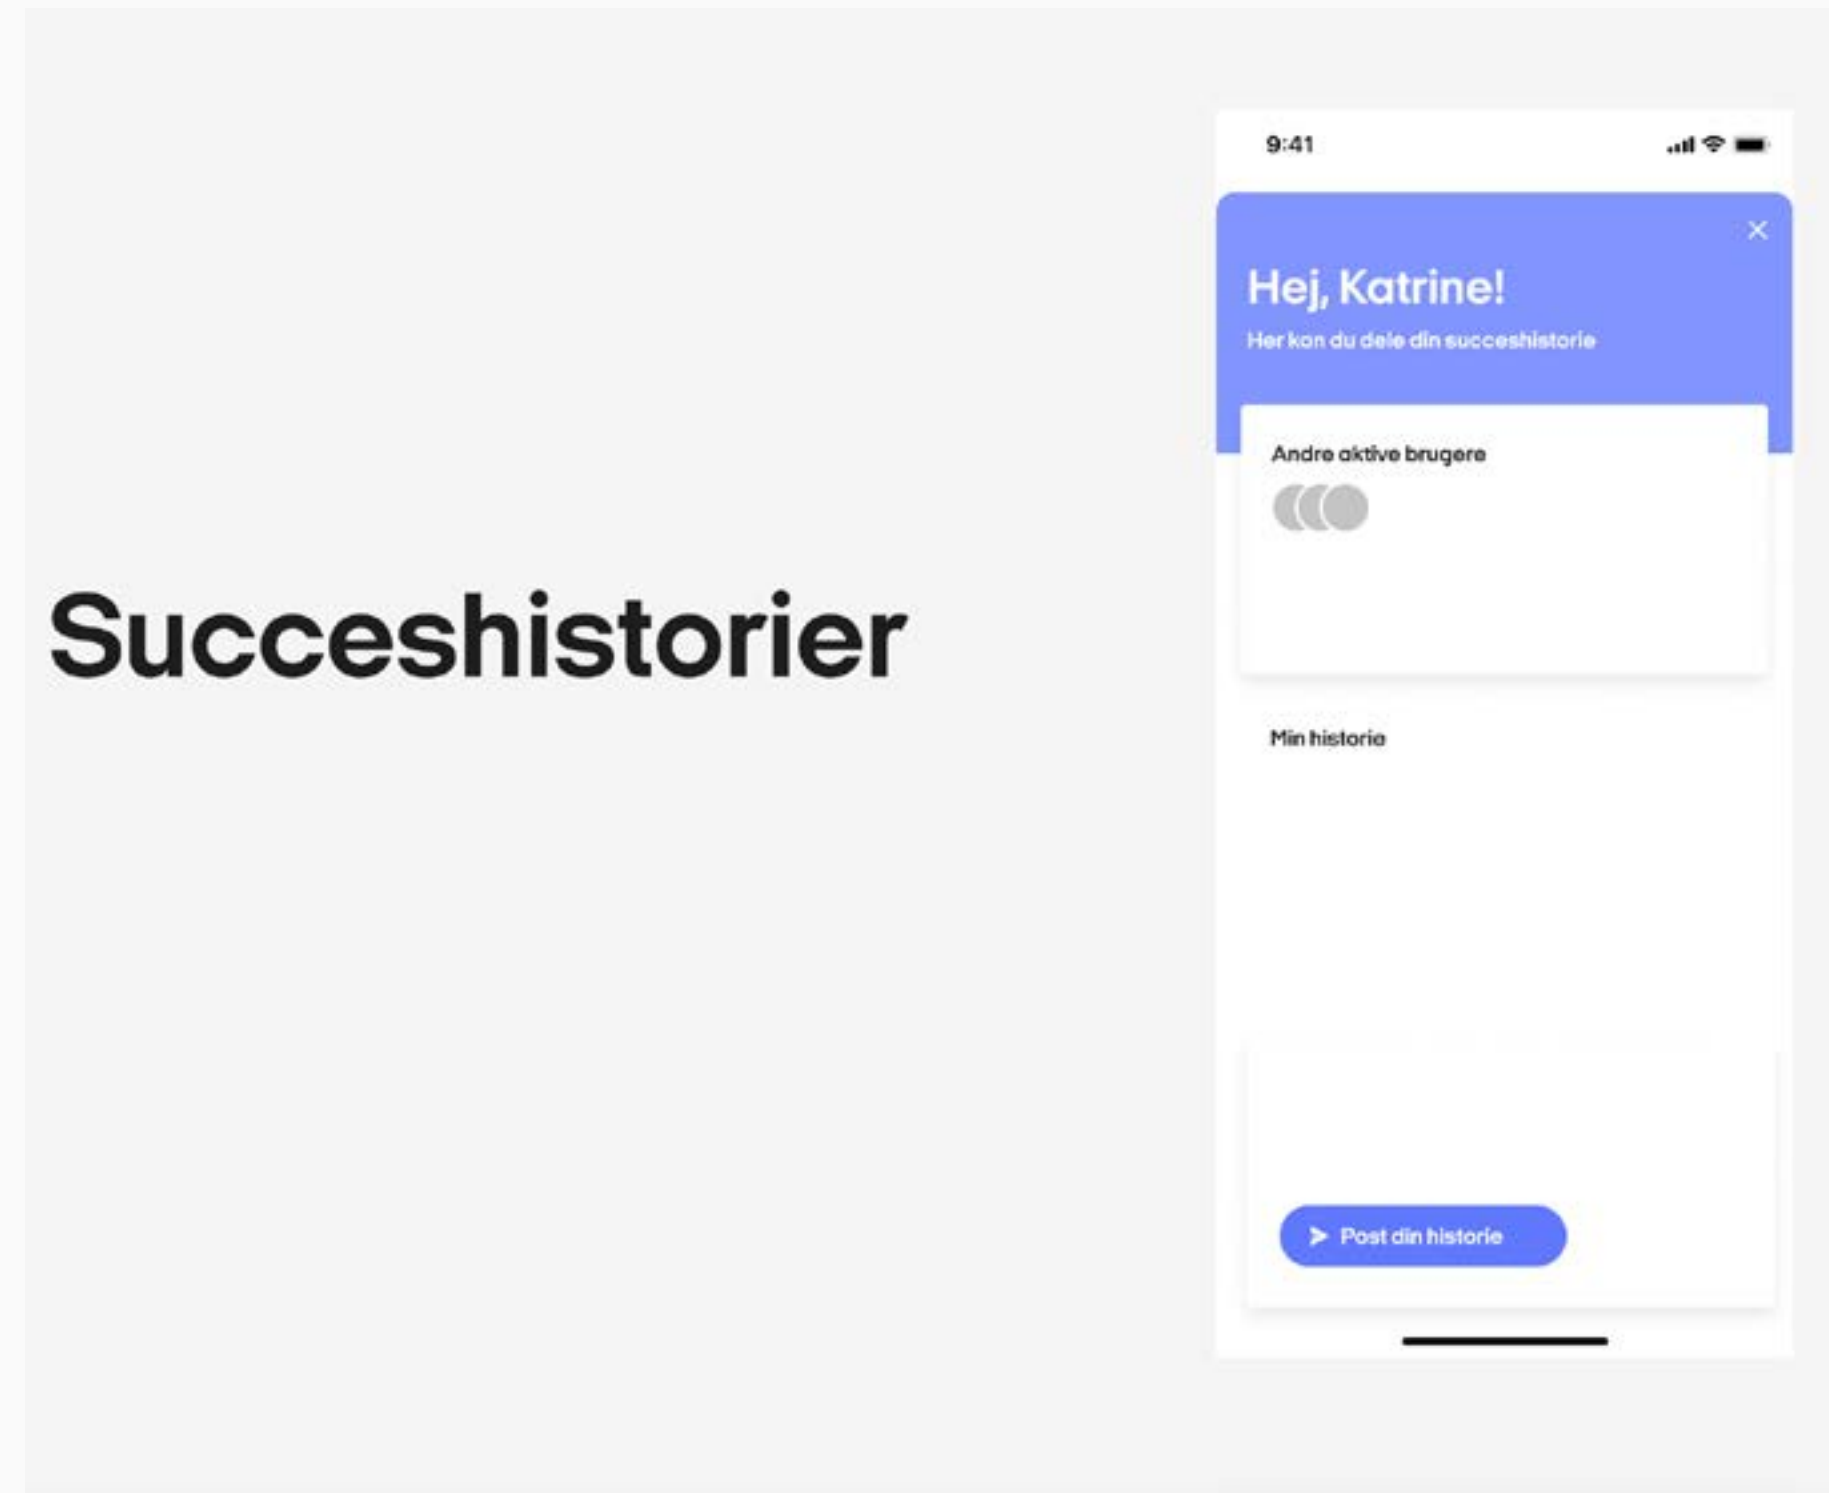 Succeshistorier
9:41
Hej, Katrine!
Her kan du dele din succeshistorie
Andre aktive brugere
Min historie
Post din historie